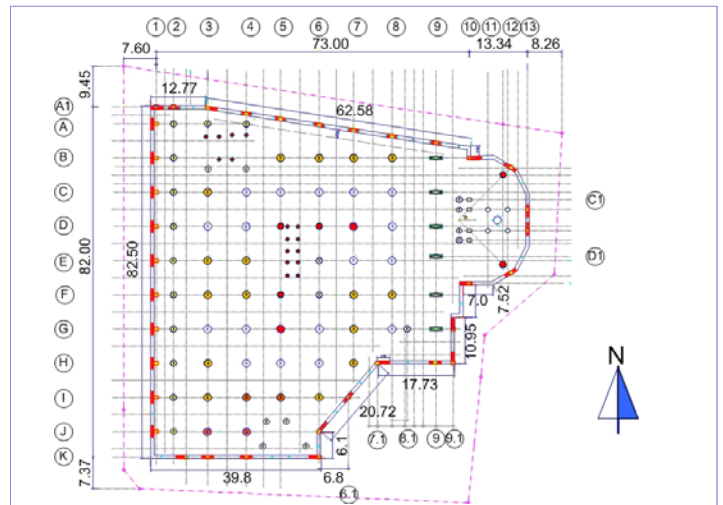 1 2 3 4 5 6 7 8 9 10 11 12 13
7.60 73.00 13.34 8.26
9.45
12.77
62.58
A1
A
B
C
D
E
F
G
H
I
J
K
C1
D1
82.00
82.50
7.0
7.52
10.95
17.73
20.72
6.1
7.1 8.1 9 9.1
7.37
39.8 6.8
6.1
N